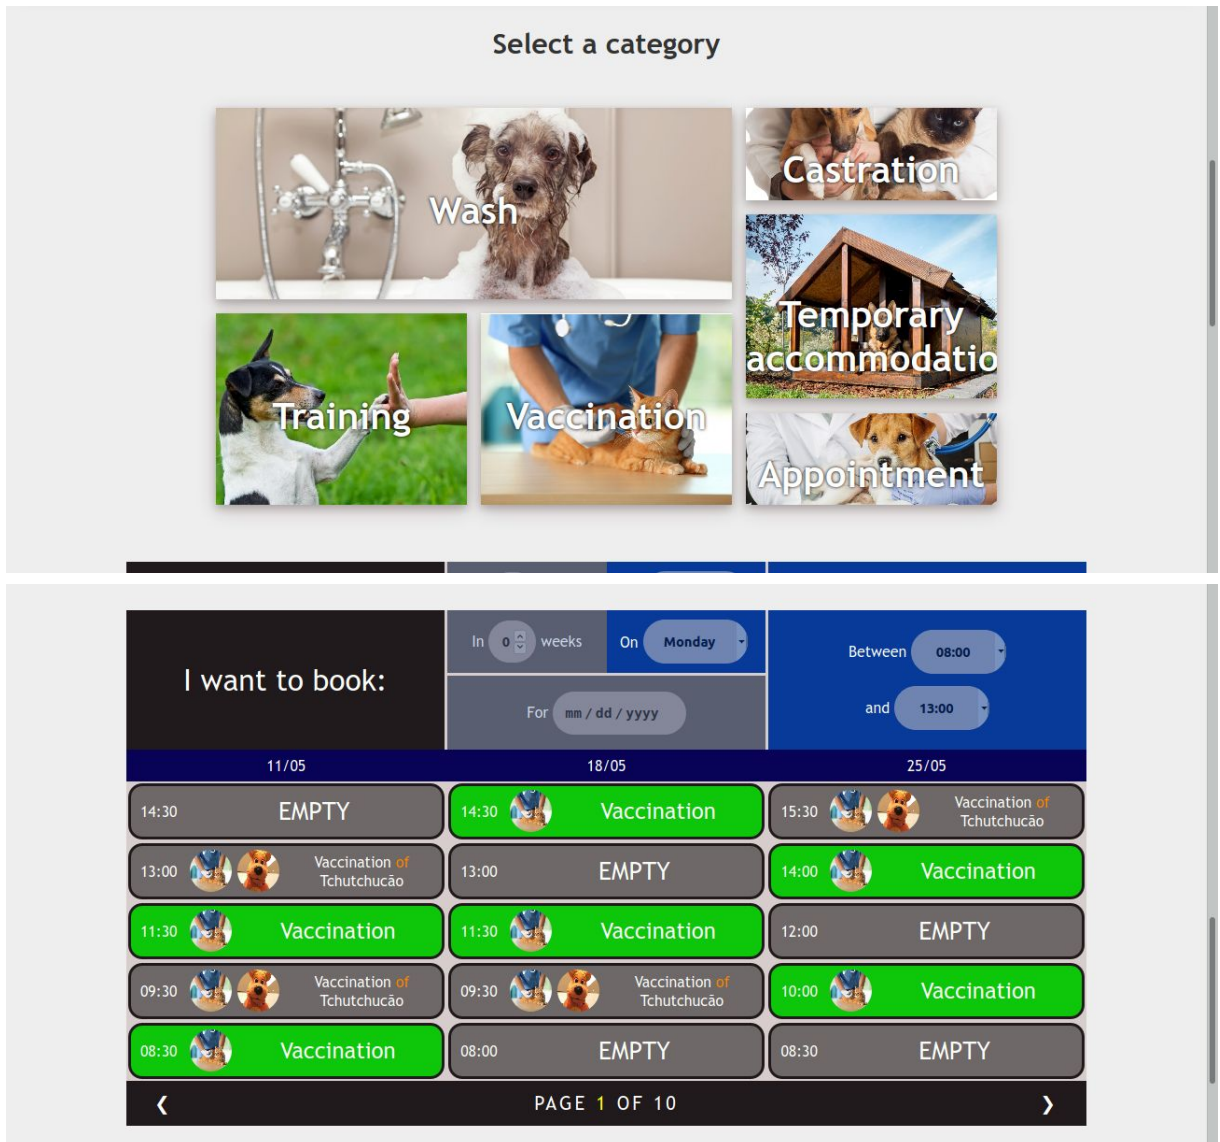 Select a category
Wash
Castration
Temporary
accommodatio
Training
Vaccination
Appointment
I want to book:
In 0 weeks
On Monday
For mm / dd / yyyy
Between 08:00
and 13:00
11/05 18/05 25/05
14:30 EMPTY
14:30 Vaccination
15:30 Vaccination of
Tchutchucão
13:00 Vaccination of
Tchutchucão
13:00 EMPTY
14:00 Vaccination
11:30 Vaccination
11:30 Vaccination
12:00 EMPTY
09:30 Vaccination of
Tchutchucão
09:30 Vaccination of
Tchutchucão
10:00 Vaccination
08:30 Vaccination
08:00 EMPTY
08:30 EMPTY
❮ PAGE 1 OF 10 ❯